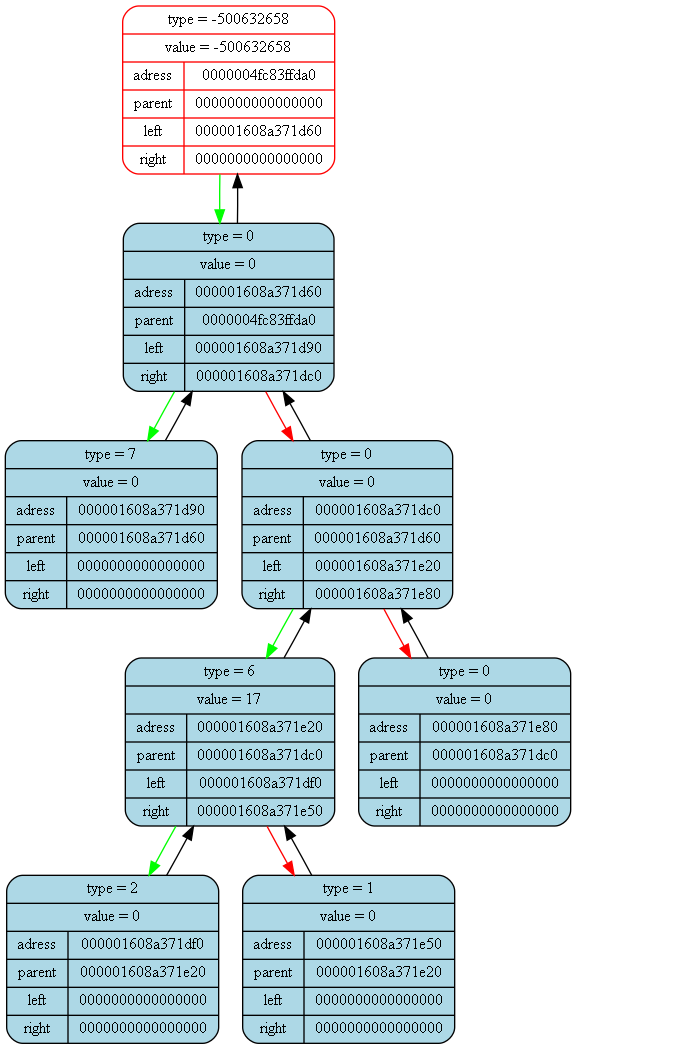 type = -500632658
value = -500632658
adress 0000004fc83ffda0
parent 0000000000000000
left 000001608a371d60
right 0000000000000000
type = 0
value = 0
adress 000001608a371d60
parent 0000004fc83ffda0
left 000001608a371d90
right 000001608a371dc0
type = 7
value = 0
adress 000001608a371d90
parent 000001608a371d60
left 0000000000000000
right 0000000000000000
type = 0
value = 0
adress 000001608a371dc0
parent 000001608a371d60
left 000001608a371e20
right 000001608a371e80
type = 6
value = 17
adress 000001608a371e20
parent 000001608a371dc0
left 000001608a371df0
right 000001608a371e50
type = 0
value = 0
adress 000001608a371e80
parent 000001608a371dc0
left 0000000000000000
right 0000000000000000
type = 2
value = 0
adress 000001608a371df0
parent 000001608a371e20
left 0000000000000000
right 0000000000000000
type = 1
value = 0
adress 000001608a371e50
parent 000001608a371e20
left 0000000000000000
right 0000000000000000